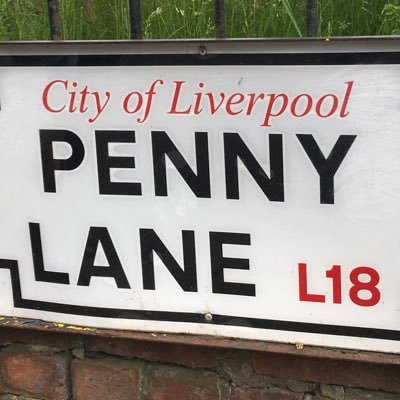 City of Liverpool
PENNY
LANE L18